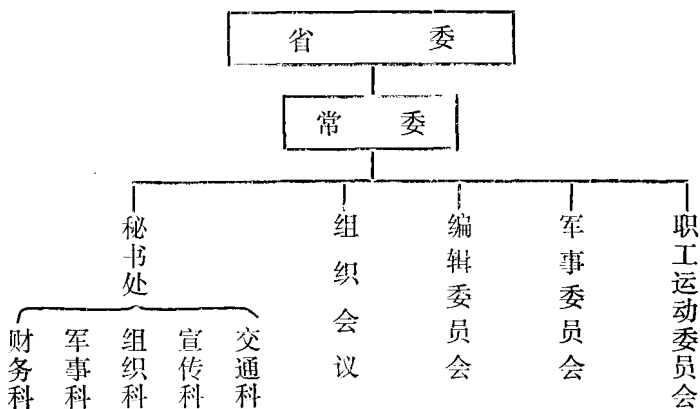 省委
常委
秘书处
组织会议
编辑委员会
军事委员会
职工运动委员会
财务科
军事科
组织科
宣传科
交通科